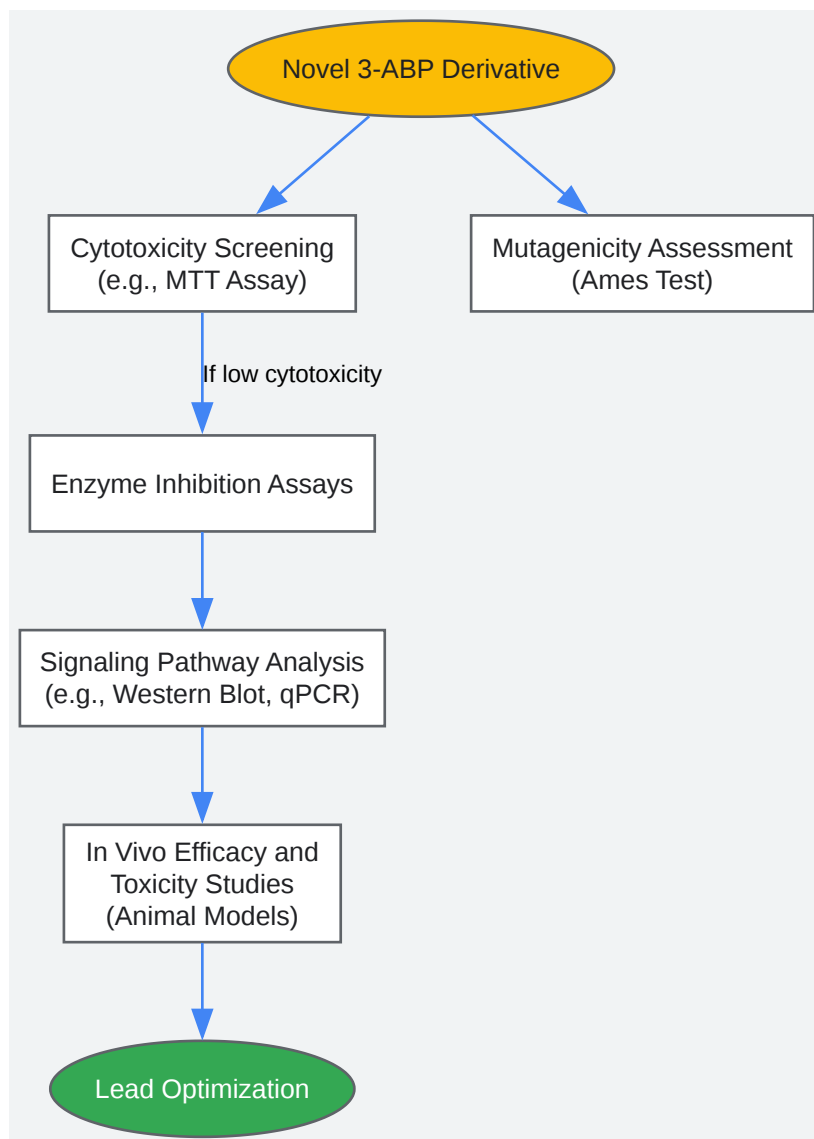 Novel 3-ABP Derivative
Cytotoxicity Screening
(e.g., MTT Assay)
Mutagenicity Assessment
(Ames Test)
If low cytotoxicity
Enzyme Inhibition Assays
Signaling Pathway Analysis
(e.g., Western Blot, qPCR)
In Vivo Efficacy and
Toxicity Studies
(Animal Models)
Lead Optimization